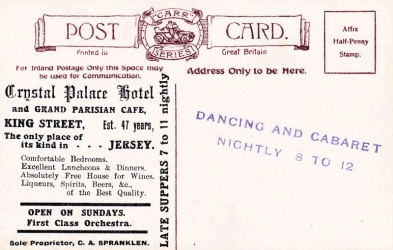 POST CARD.
"CARR"
SERIES
Printed in
Great Britain
Affix
Half-Penny
Stamp.
For Inland Postage Only this Space may
be used for Communication.
Address Only to be Here.
Crystal Palace Hotel
and GRAND PARISIAN CAFE,
KING STREET, Est. 47 years,
The only place of
its kind in - - - JERSEY.
Comfortable Bedrooms.
Excellent Luncheons & Dinners.
Absolutely Free House for Wines,
Liqueurs, Spirits, Beers, &c.,
of the Best Quality.
OPEN ON SUNDAYS.
First Class Orchestra.
Sole Proprietor, C. A. SPRANKLEN.
LATE SUPPERS 7 to 11 nightly
DANCING AND CABARET
NIGHTLY 8 TO 12